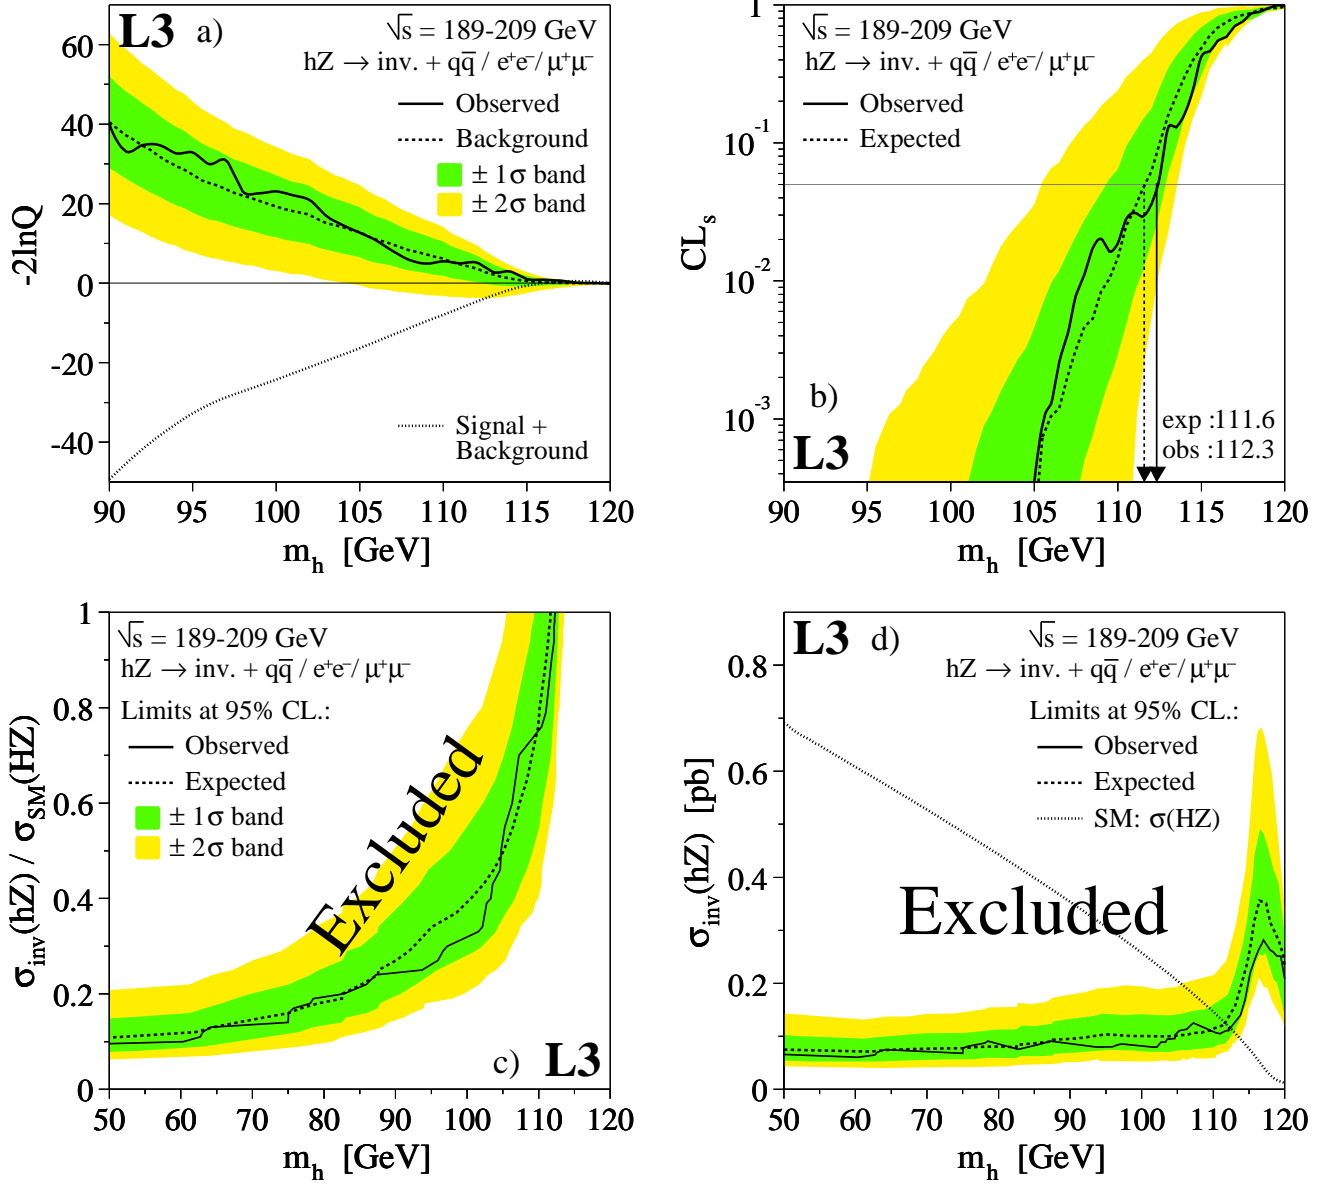 L3 a)
√s = 189-209 GeV
hZ → inv. + qq̅ / e⁺e⁻/ μ⁺μ⁻
Observed
Background
± 1σ band
± 2σ band
Signal +
Background
60
40
20
0
-20
-40
-2lnQ
90 95 100 105 110 115 120
m_h [GeV]
√s = 189-209 GeV
hZ → inv. + qq̅ / e⁺e⁻/ μ⁺μ⁻
Observed
Expected
1
10⁻¹
10⁻²
10⁻³
CL_s
b)
L3
exp :111.6
obs :112.3
90 95 100 105 110 115 120
m_h [GeV]
√s = 189-209 GeV
hZ → inv. + qq̅ / e⁺e⁻/ μ⁺μ⁻
Limits at 95% CL.:
Observed
Expected
± 1σ band
± 2σ band
Excluded
c) L3
1
0.8
0.6
0.4
0.2
0
σ_inv(hZ) / σ_SM(HZ)
50 60 70 80 90 100 110 120
m_h [GeV]
L3 d)
√s = 189-209 GeV
hZ → inv. + qq̅ / e⁺e⁻/ μ⁺μ⁻
Limits at 95% CL.:
Observed
Expected
SM: σ(HZ)
Excluded
0.8
0.6
0.4
0.2
0
σ_inv(hZ) [pb]
50 60 70 80 90 100 110 120
m_h [GeV]